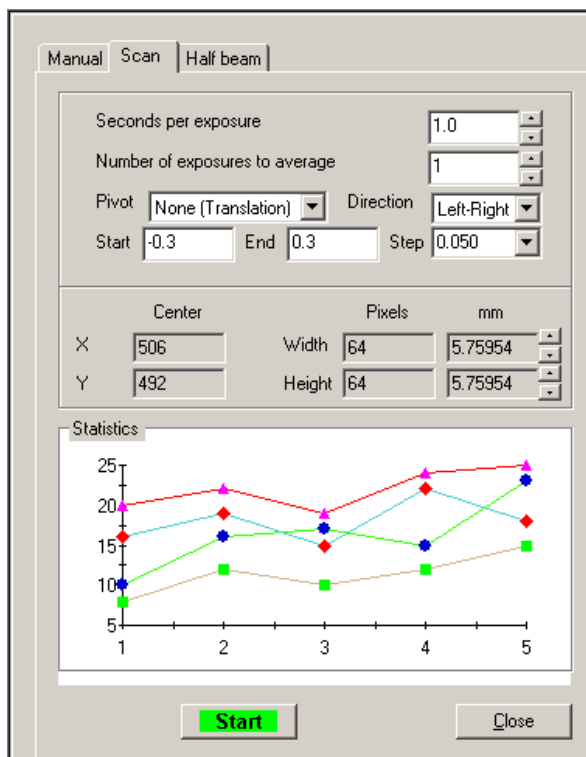 Manual Scan Half beam
Seconds per exposure 1.0
Number of exposures to average 1
Pivot None (Translation) Direction Left-Right
Start -0.3 End 0.3 Step 0.050
Center Pixels mm
X 506 Width 64 5.75954
Y 492 Height 64 5.75954
Statistics
25
20
15
10
5
1 2 3 4 5
Start Close